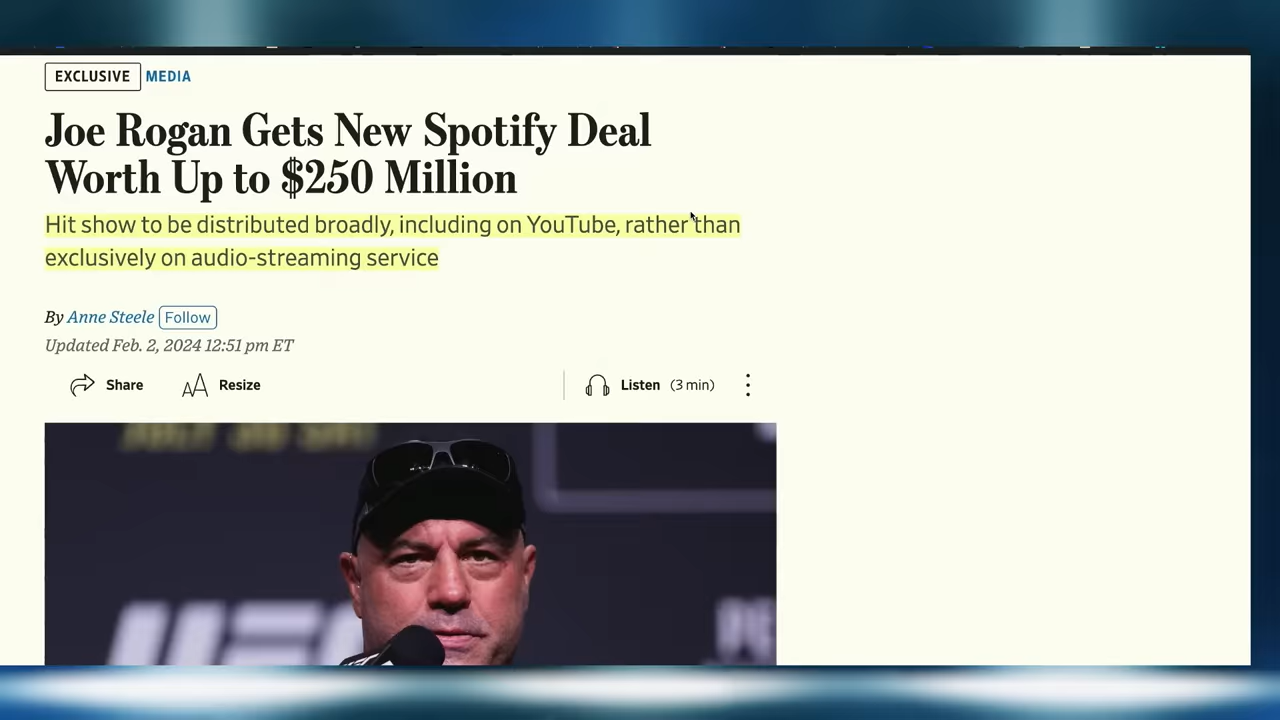 EXCLUSIVE MEDIA
Joe Rogan Gets New Spotify Deal
Worth Up to $250 Million
Hit show to be distributed broadly, including on YouTube, rather than
exclusively on audio-streaming service
By Anne Steele Follow
Updated Feb. 2, 2024 12:51 pm ET
Share Resize Listen (3 min)
UFC